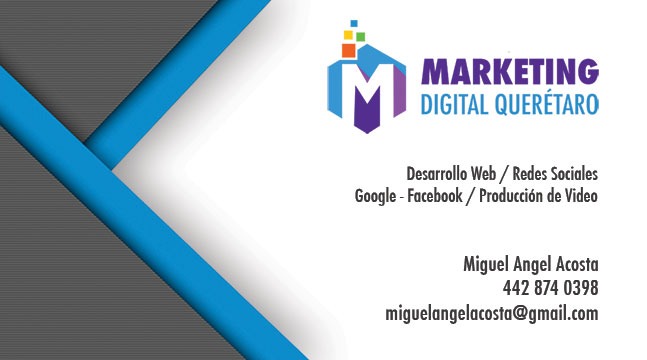 MARKETING
DIGITAL QUERÉTARO
Desarrollo Web / Redes Sociales
Google - Facebook / Producción de Video
Miguel Angel Acosta
442 874 0398
miguelangelacosta@gmail.com